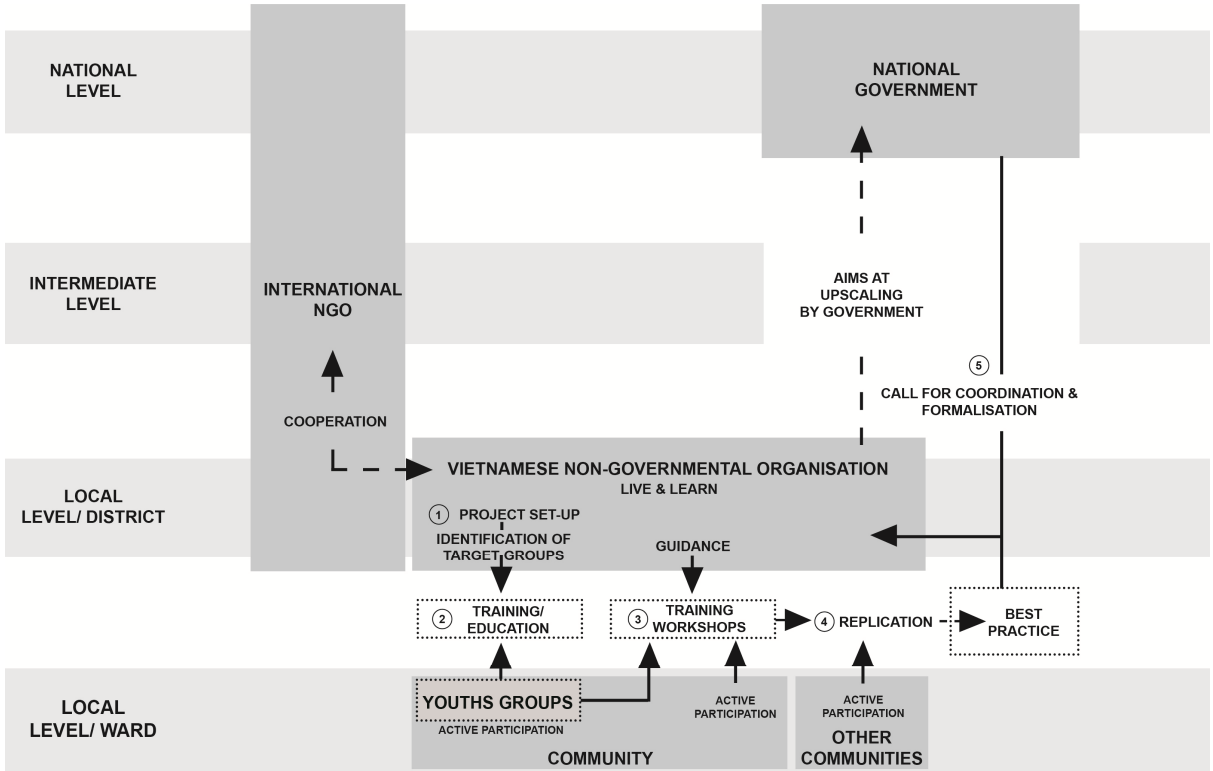 NATIONAL
LEVEL
NATIONAL
GOVERNMENT
INTERMEDIATE
LEVEL
INTERNATIONAL
NGO
AIMS AT
UPSCALING
BY GOVERNMENT
5
CALL FOR COORDINATION &
FORMALISATION
COOPERATION
LOCAL
LEVEL/ DISTRICT
VIETNAMESE NON-GOVERNMENTAL ORGANISATION
LIVE & LEARN
1 PROJECT SET-UP
IDENTIFICATION OF
TARGET GROUPS
GUIDANCE
2 TRAINING/
EDUCATION
3 TRAINING
WORKSHOPS
4 REPLICATION
BEST
PRACTICE
LOCAL
LEVEL/ WARD
YOUTHS GROUPS
ACTIVE PARTICIPATION
ACTIVE
PARTICIPATION
COMMUNITY
ACTIVE
PARTICIPATION
OTHER
COMMUNITIES